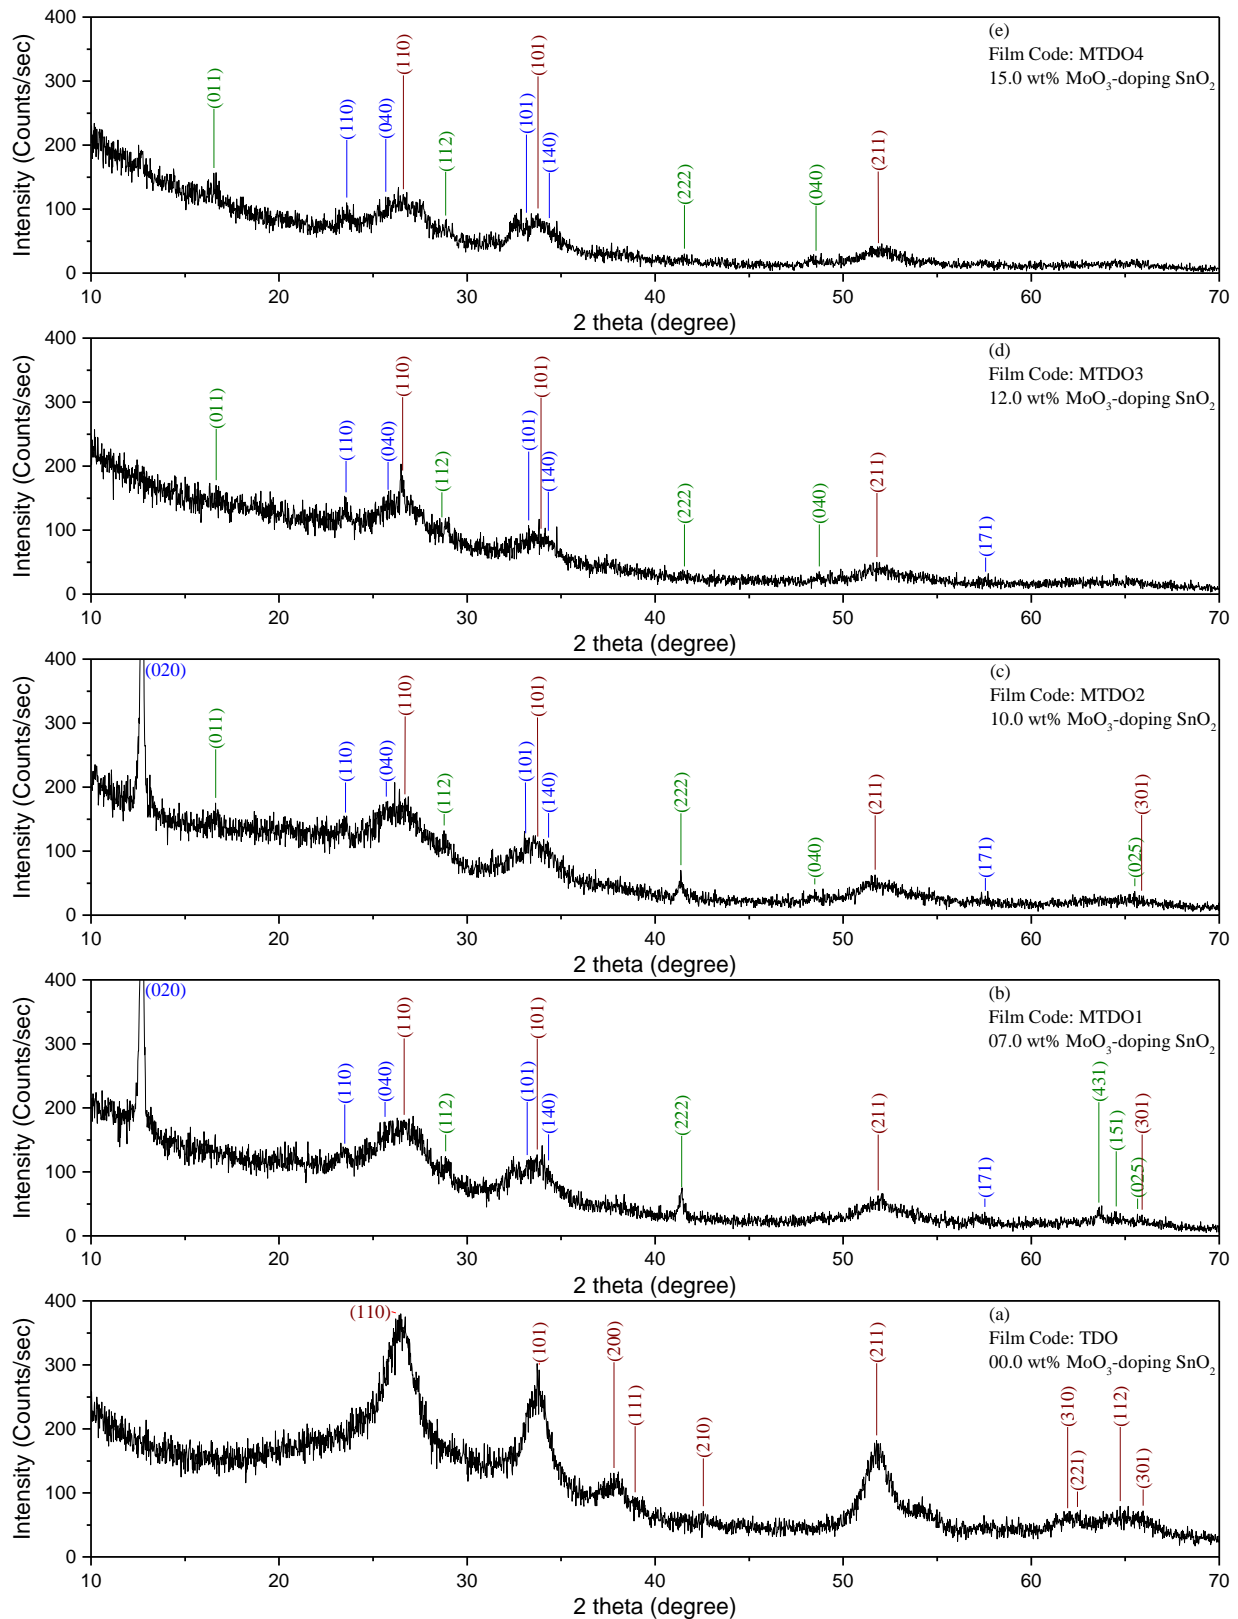 (e)
Film Code: MTDO4
15.0 wt% MoO₃-doping SnO₂
Intensity (Counts/sec)
400
300
200
100
0
(011)
(110)
(040)
(110)
(112)
(101)
(101)
(140)
(222)
(040)
(211)
10 20 30 40 50 60 70
2 theta (degree)
(d)
Film Code: MTDO3
12.0 wt% MoO₃-doping SnO₂
Intensity (Counts/sec)
400
300
200
100
0
(011)
(110)
(040)
(110)
(112)
(101)
(101)
(140)
(222)
(040)
(211)
(171)
10 20 30 40 50 60 70
2 theta (degree)
(c)
Film Code: MTDO2
10.0 wt% MoO₃-doping SnO₂
Intensity (Counts/sec)
400
300
200
100
0
(020)
(011)
(110)
(040)
(110)
(112)
(101)
(101)
(140)
(222)
(040)
(211)
(171)
(025)
(301)
10 20 30 40 50 60 70
2 theta (degree)
(b)
Film Code: MTDO1
07.0 wt% MoO₃-doping SnO₂
Intensity (Counts/sec)
400
300
200
100
0
(020)
(110)
(040)
(110)
(112)
(101)
(101)
(140)
(222)
(211)
(171)
(431)
(151)
(025)
(301)
10 20 30 40 50 60 70
2 theta (degree)
(a)
Film Code: TDO
00.0 wt% MoO₃-doping SnO₂
Intensity (Counts/sec)
400
300
200
100
0
(110)
(101)
(200)
(111)
(210)
(211)
(310)
(221)
(112)
(301)
10 20 30 40 50 60 70
2 theta (degree)